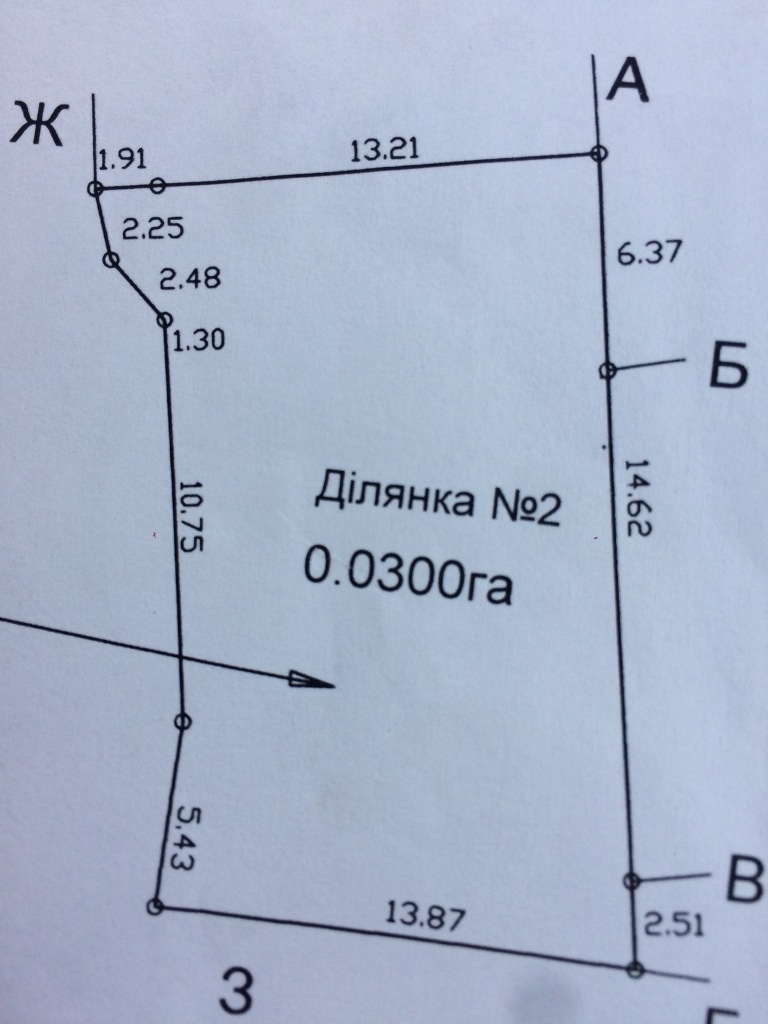 А
Ж
1.91
13.21
2.25
6.37
2.48
1.30
Б
10.75
14.62
Ділянка №2
0.0300га
5.43
В
13.87
2.51
З